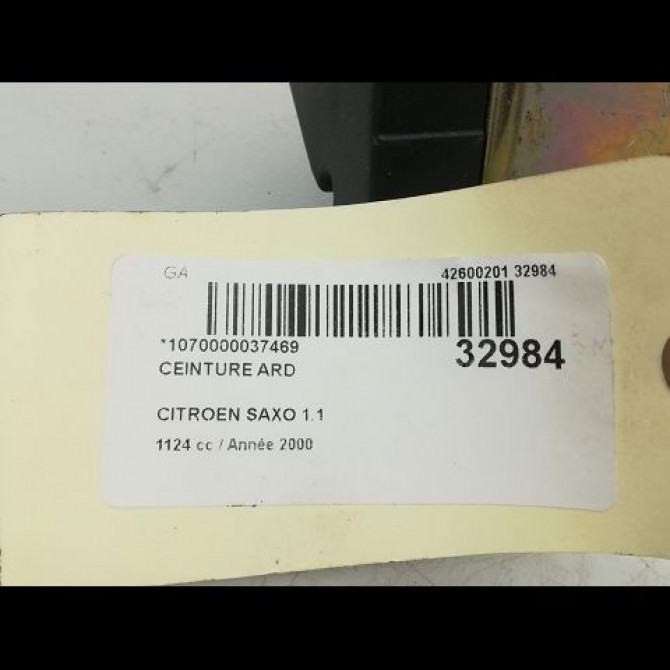 GA 42600201 32984
*1070000037469 32984
CEINTURE ARD
CITROEN SAXO 1.1
1124 cc / Année 2000